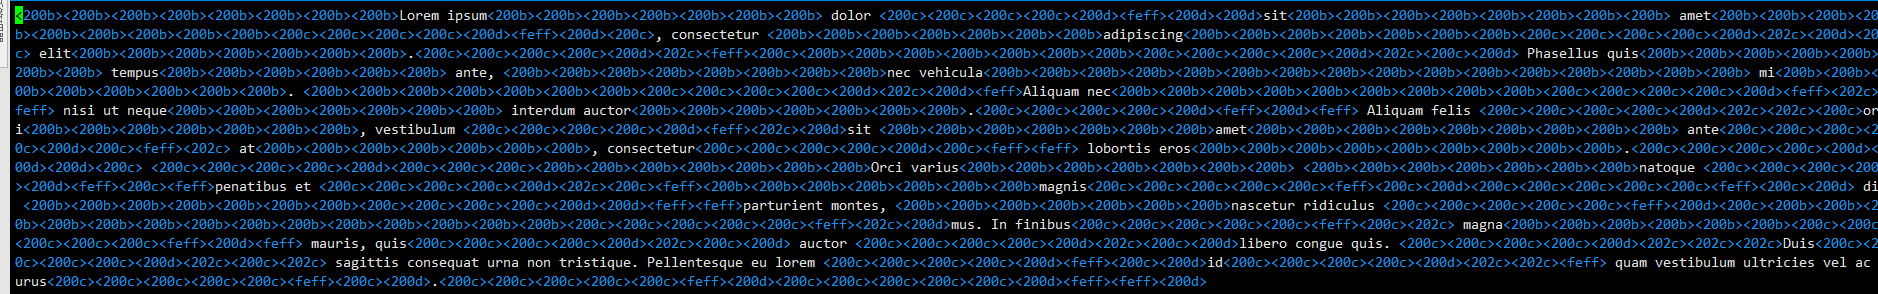 <200b><200b><200b><200b><200b><200b><200b><200b>Lorem ipsum<200b><200b><200b><200b><200b><200b><200b> dolor <200c><200c><200c><200c><200d><feff><200d><200d>sit<200b><200b><200b><200b><200b><200b><200b><200b> amet<200b><200b><200b><20
b><200b><200b><200b><200b><200b><200c><200c><200c><200c><200d><feff><200d><200c>, consectetur <200b><200b><200b><200b><200b><200b><200b>adipiscing<200b><200b><200b><200b><200b><200b><200b><200c><200c><200c><200c><200d><202c><200d><20
c> elit<200b><200b><200b><200b><200b><200b><200b>.<200c><200c><200c><200c><200d><202c><feff><200b><200b><200b><200b><200b><200b><200b><200b><200c><200c><200c><200c><200d><202c><200c><200d> Phasellus quis<200b><200b><200b><200b><200b>
200b><200b> tempus<200b><200b><200b><200b><200b><200b> ante, <200b><200b><200b><200b><200b><200b><200b><200b>nec vehicula<200b><200b><200b><200b><200b><200b><200b><200b><200b><200b><200b><200b><200b><200b><200b><200b> mi<200b><200b><
00b><200b><200b><200b><200b><200b>. <200b><200b><200b><200b><200b><200b><200b><200c><200c><200c><200c><200d><202c><200d><feff>Aliquam nec<200b><200b><200b><200b><200b><200b><200b><200b><200b><200c><200c><200c><200c><200d><feff><202c>
feff> nisi ut neque<200b><200b><200b><200b><200b><200b><200b> interdum auctor<200b><200b><200b><200b><200b><200b><200b>.<200c><200c><200c><200c><200d><feff><200d><feff> Aliquam felis <200c><200c><200c><200c><200d><202c><202c><200c>or
i<200b><200b><200b><200b><200b><200b><200b>, vestibulum <200c><200c><200c><200c><200d><feff><202c><200d>sit <200b><200b><200b><200b><200b><200b><200b>amet<200b><200b><200b><200b><200b><200b><200b><200b><200b> ante<200c><200c><200c><2
0c><200d><200c><feff><202c> at<200b><200b><200b><200b><200b><200b><200b>, consectetur<200c><200c><200c><200c><200d><200c><feff><feff> lobortis eros<200b><200b><200b><200b><200b><200b><200b><200b><200b>.<200c><200c><200c><200c><200d><
00d><200d><200c> <200c><200c><200c><200c><200d><200c><200c><200c><200b><200b><200b><200b><200b><200b><200b>Orci varius<200b><200b><200b><200b><200b><200b><200b> <200b><200b><200b><200b><200b><200b><200b>natoque <200c><200c><200c><200
><200d><feff><200c><feff>penatibus et <200c><200c><200c><200c><200d><202c><200c><feff><200b><200b><200b><200b><200b><200b><200b>magnis<200c><200c><200c><200c><200c><feff><200c><200d><200c><200c><200c><feff><200c><feff><200c><200d> di
 <200b><200b><200b><200b><200b><200b><200b><200c><200c><200c><200c><200c><200d><feff><feff>parturient montes, <200b><200b><200b><200b><200b><200b><200b>nascetur ridiculus <200c><200c><200c><200c><200c><feff><200d><200d><200b><200b><2
0b><200b><200b><200b><200b><200b><200b><200b><200b><200b><200b><200b><200c><200c><200c><200c><200c><feff><202c><200d>mus. In finibus<200c><200c><200c><200c><200c><feff><200c><202c> magna<200b><200b><200b><200b><200b><200b><200c><200c
<200c><200c><200c><feff><200d><feff> mauris, quis<200c><200c><200c><200c><200d><202c><200c><200d> auctor <200c><200c><200c><200c><200d><202c><200c><200d>libero congue quis. <200c><200c><200c><200c><200d><202c><202c><202c>Duis<200c><2
0c><200c><200c><200d><202c><200c><202c> sagittis consequat urna non tristique. Pellentesque eu lorem <200c><200c><200c><200c><200d><feff><200c><200d>id<200c><200c><200c><200c><200d><202c><202c><feff> quam vestibulum ultricies vel ac
urus<200c><200c><200c><200c><200c><feff><200c><200d>.<200c><200c><200c><200c><200c><feff><200d><200c><200c><200c><200c><200c><200d><feff><feff><200d>